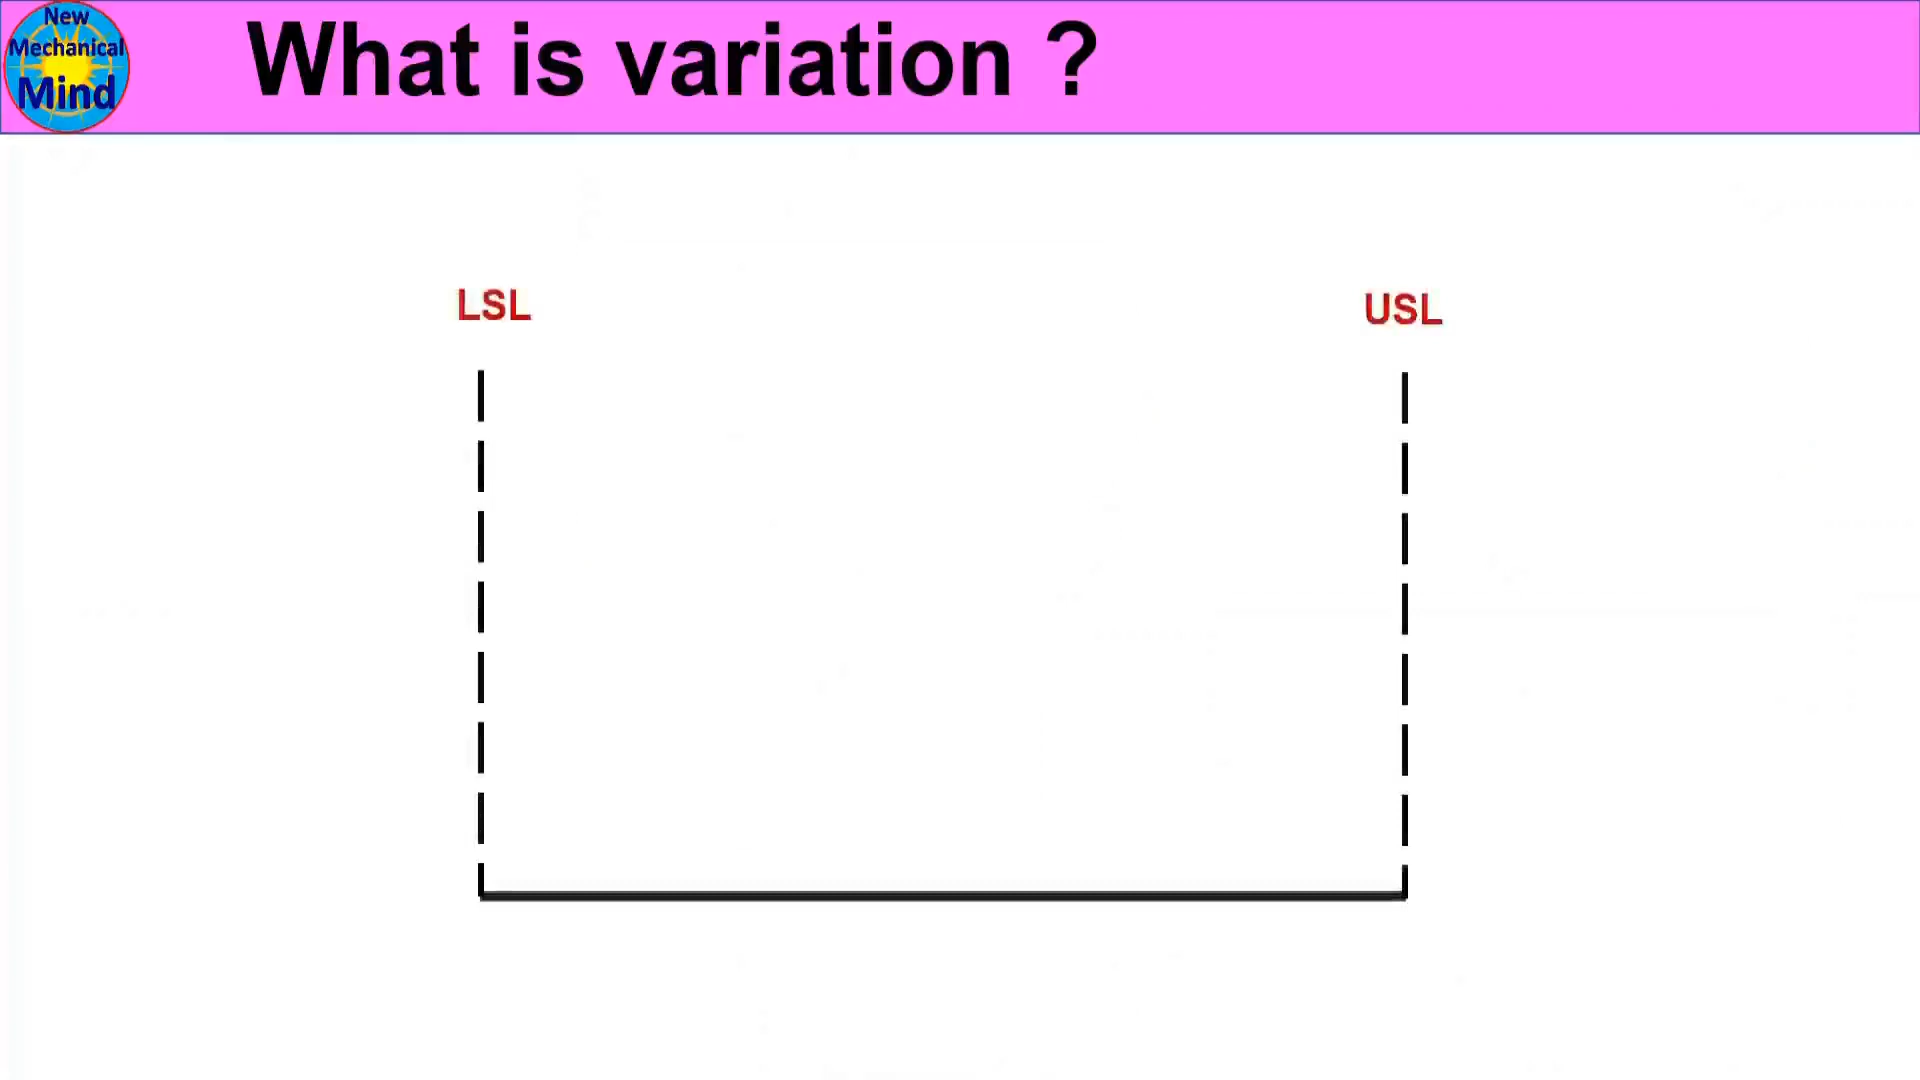 New
Mechanical
Mind
What is variation ?
LSL
USL